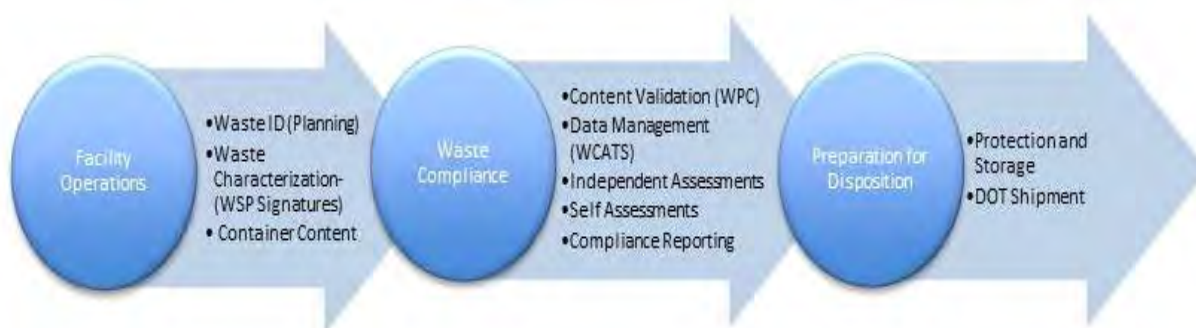 Facility
Operations
•Waste ID (Planning)
•Waste
Characterization-
(WSP Signatures)
• Container Content
Waste
Compliance
•Content Validation (WPC)
•Data Management
(WCATS)
•Independent Assessments
•Self Assessments
•Compliance Reporting
Preparation for
Disposition
•Protection and
Storage
•DOT Shipment